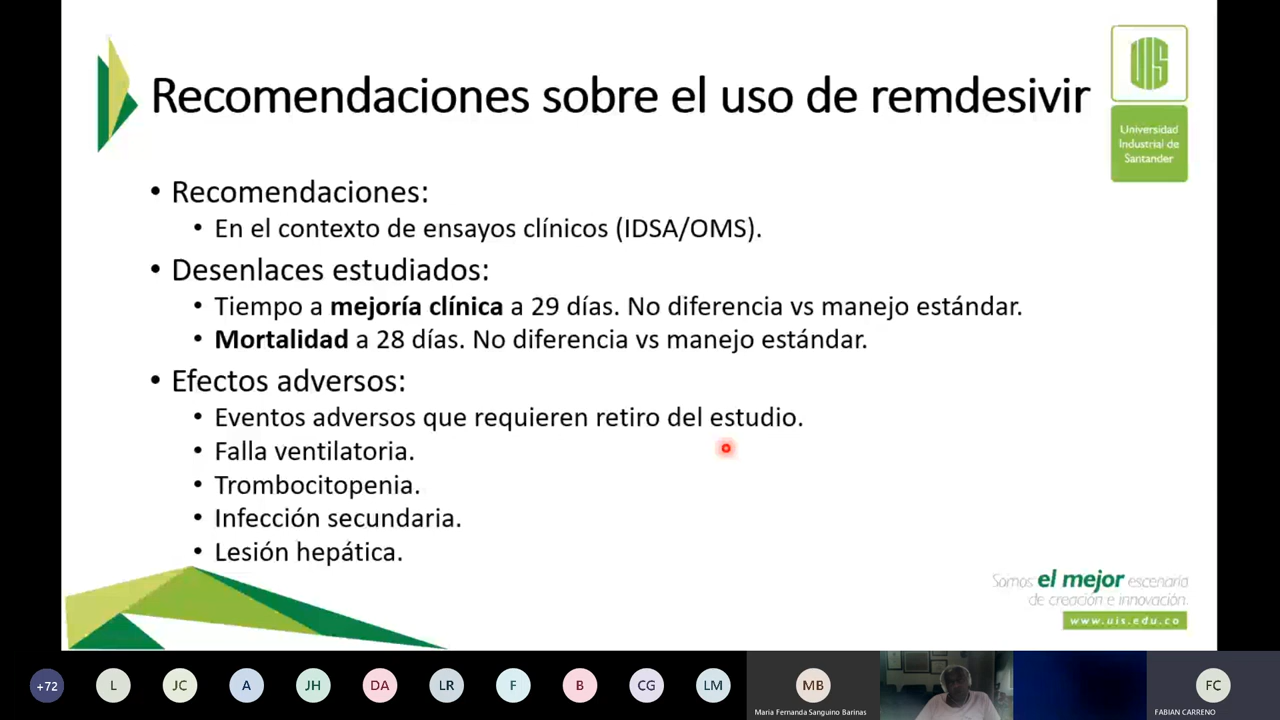 Recomendaciones sobre el uso de remdesivir
UIS
Universidad
Industrial de
Santander
• Recomendaciones:
• En el contexto de ensayos clínicos (IDSA/OMS).
• Desenlaces estudiados:
• Tiempo a mejoría clínica a 29 días. No diferencia vs manejo estándar.
• Mortalidad a 28 días. No diferencia vs manejo estándar.
• Efectos adversos:
• Eventos adversos que requieren retiro del estudio.
• Falla ventilatoria.
• Trombocitopenia.
• Infección secundaria.
• Lesión hepática.
Somos el mejor escenario
de creación e innovación.
www.uis.edu.co
+72 L JC A JH DA LR F B CG LM MB FC
Maria Fernanda Sanguino Barinas
FABIAN CARREÑO